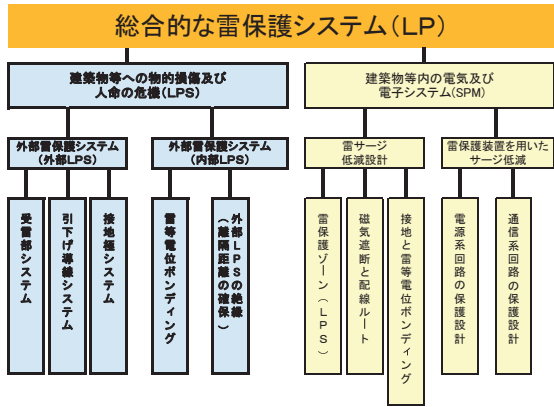 総合的な雷保護システム(LP)
建築物等への物的損傷及び
人命の危機(LPS)
建築物等内の電気及び
電子システム(SPM)
外部雷保護システム
(外部LPS)
外部雷保護システム
(内部LPS)
雷サージ
低減設計
雷保護装置を用いた
サージ低減
受雷部システム
引下げ導線システム
接地極システム
雷等電位ボンディング
外部LPSの絶縁
(離隔距離の確保)
雷保護ゾーン(LPS)
磁気遮断と配線ルート
接地と雷等電位ボンディング
電源系回路の保護設計
通信系回路の保護設計